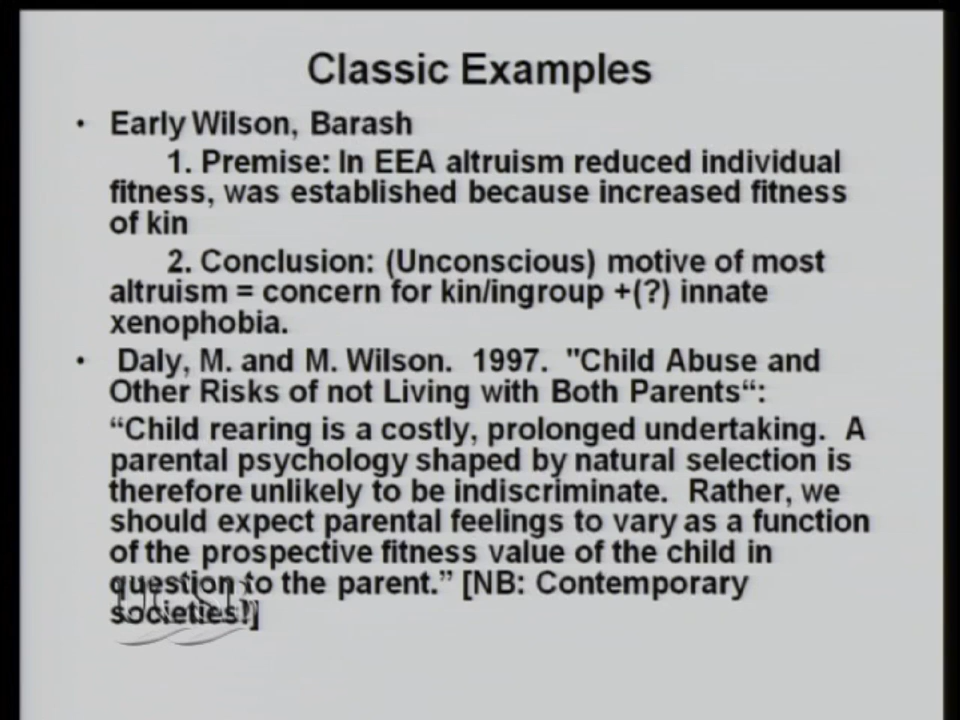 Classic Examples
• Early Wilson, Barash
1. Premise: In EEA altruism reduced individual
fitness, was established because increased fitness
of kin
2. Conclusion: (Unconscious) motive of most
altruism = concern for kin/ingroup +(?) innate
xenophobia.
• Daly, M. and M. Wilson. 1997. "Child Abuse and
Other Risks of not Living with Both Parents“:
“Child rearing is a costly, prolonged undertaking. A
parental psychology shaped by natural selection is
therefore unlikely to be indiscriminate. Rather, we
should expect parental feelings to vary as a function
of the prospective fitness value of the child in
question to the parent.” [NB: Contemporary
societies!]